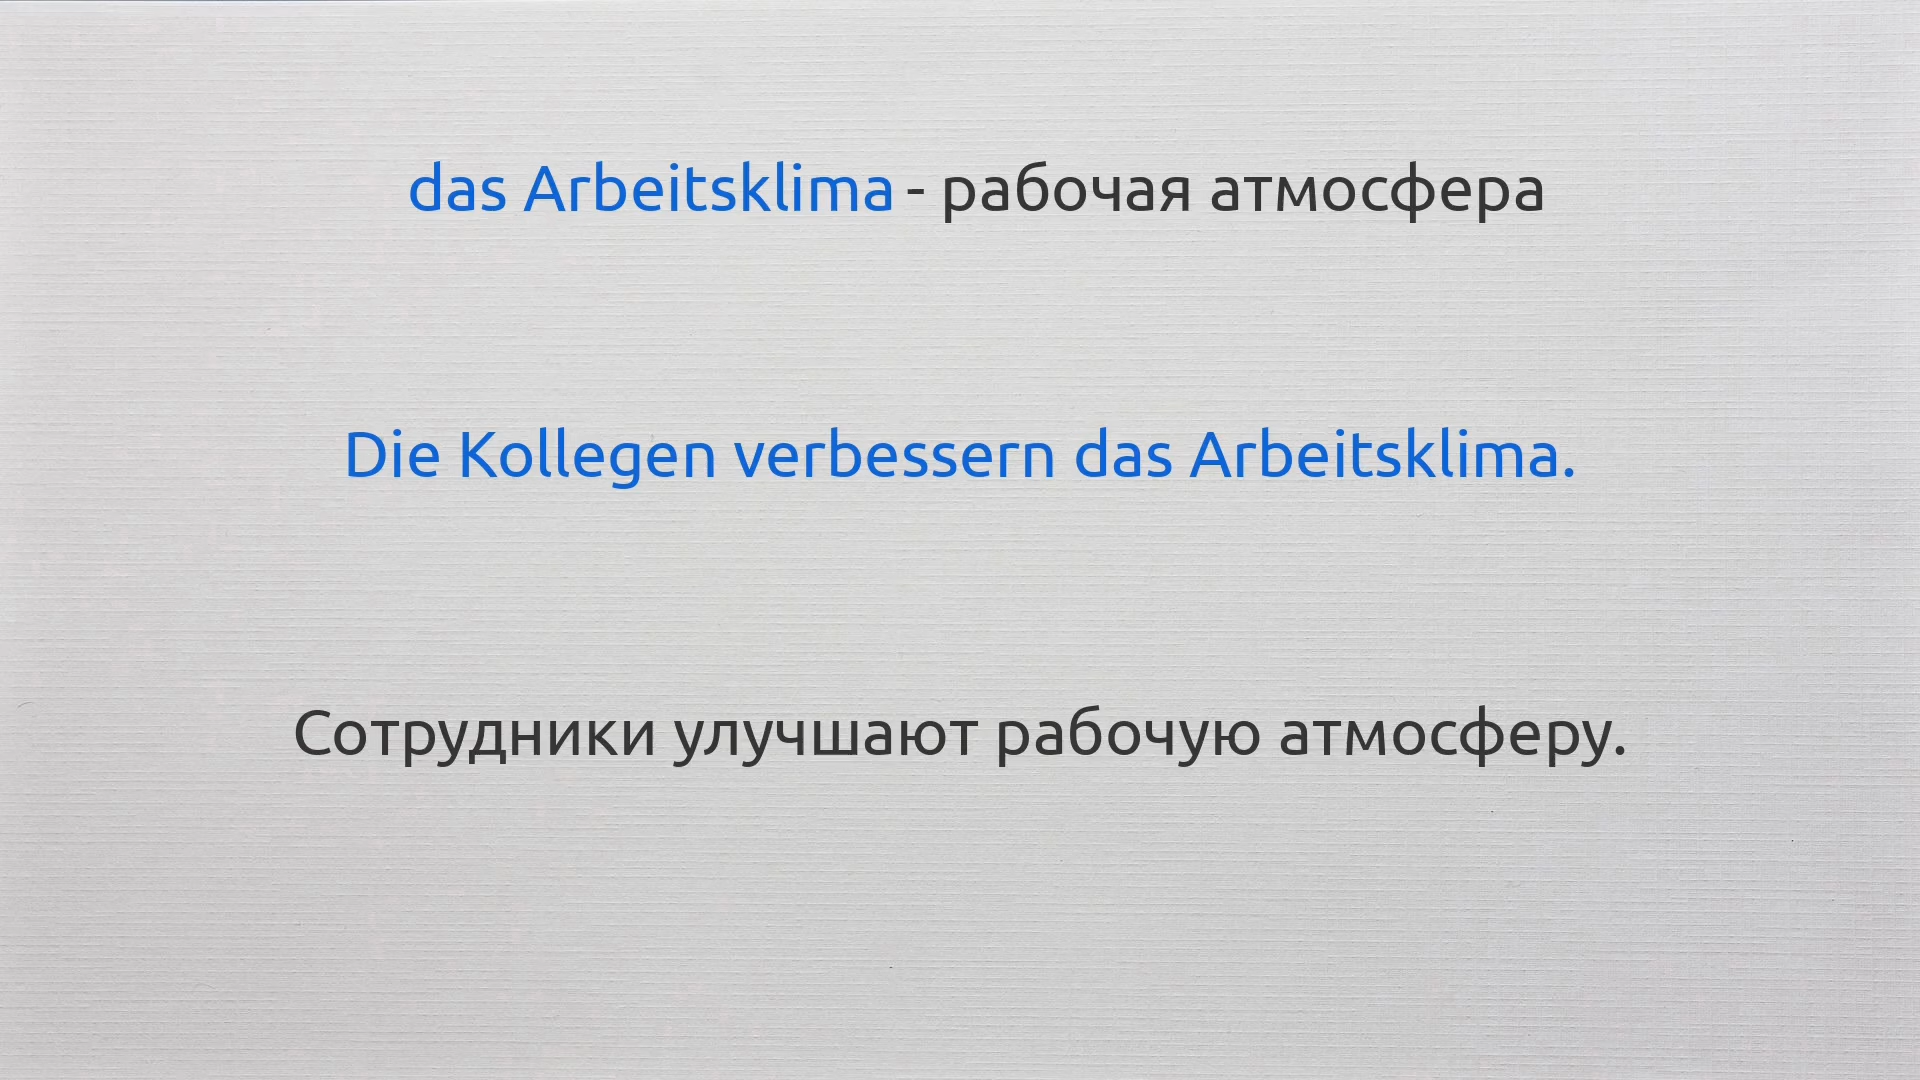 das Arbeitsklima - рабочая атмосфера
Die Kollegen verbessern das Arbeitsklima.
Сотрудники улучшают рабочую атмосферу.